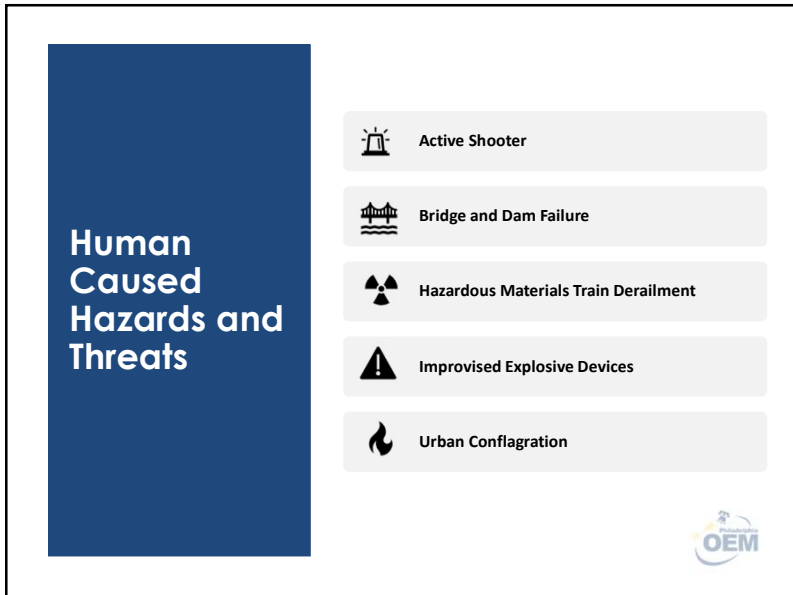 Human
Caused
Hazards and
Threats
Active Shooter
Bridge and Dam Failure
Hazardous Materials Train Derailment
Improvised Explosive Devices
Urban Conflagration
Philadelphia
OEM